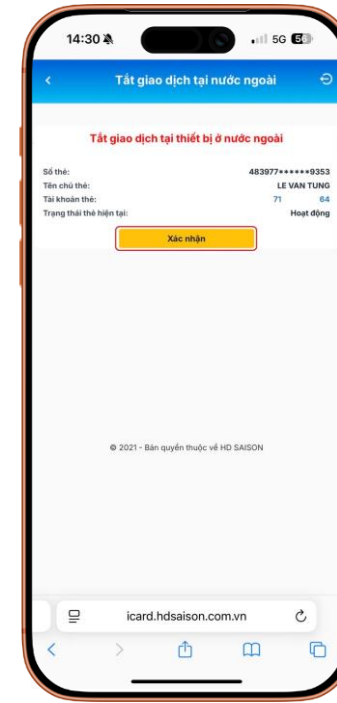 14:30
5G 56
Tắt giao dịch tại nước ngoài
Tắt giao dịch tại thiết bị ở nước ngoài
Số thẻ: 483977******9353
Tên chủ thẻ: LE VAN TUNG
Tài khoản thẻ: 71 64
Trạng thái thẻ hiện tại: Hoạt động
Xác nhận
© 2021 - Bản quyền thuộc về HD SAISON
icard.hdsaison.com.vn